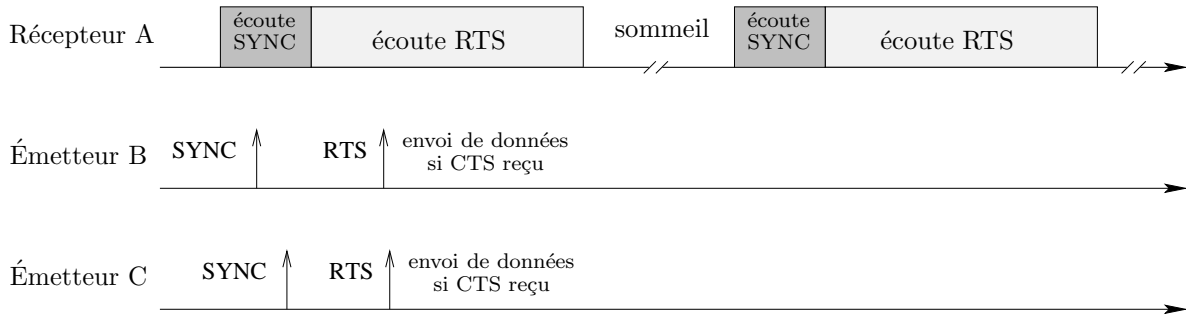 Récepteur A
écoute
SYNC
écoute RTS
sommeil
écoute
SYNC
écoute RTS
Émetteur B
SYNC
RTS
envoi de données
si CTS reçu
Émetteur C
SYNC
RTS
envoi de données
si CTS reçu